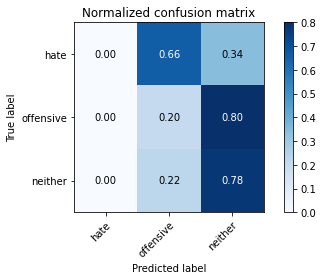 Normalized confusion matrix
True label
hate 0.00 0.66 0.34
offensive 0.00 0.20 0.80
neither 0.00 0.22 0.78
hate offensive neither
Predicted label
0.8
0.7
0.6
0.5
0.4
0.3
0.2
0.1
0.0